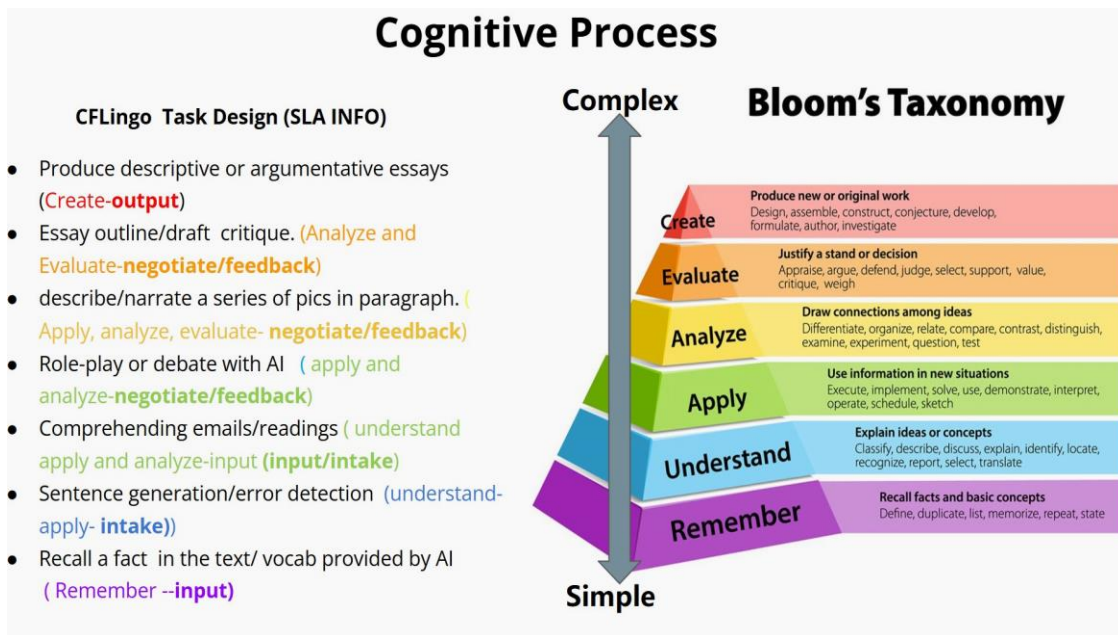 Cognitive Process
CFLingo Task Design (SLA INFO)
● Produce descriptive or argumentative essays
(Create-output)
● Essay outline/draft critique. (Analyze and
Evaluate-negotiate/feedback)
● describe/narrate a series of pics in paragraph. (
Apply, analyze, evaluate- negotiate/feedback)
● Role-play or debate with AI ( apply and
analyze-negotiate/feedback)
● Comprehending emails/readings ( understand
apply and analyze-input (input/intake)
● Sentence generation/error detection (understand-
apply- intake))
● Recall a fact in the text/ vocab provided by AI
( Remember --input)
Complex
Simple
Bloom's Taxonomy
Create
Produce new or original work
Design, assemble, construct, conjecture, develop,
formulate, author, investigate
Evaluate
Justify a stand or decision
Appraise, argue, defend, judge, select, support, value,
critique, weigh
Analyze
Draw connections among ideas
Differentiate, organize, relate, compare, contrast, distinguish,
examine, experiment, question, test
Apply
Use information in new situations
Execute, implement, solve, use, demonstrate, interpret,
operate, schedule, sketch
Understand
Explain ideas or concepts
Classify, describe, discuss, explain, identify, locate,
recognize, report, select, translate
Remember
Recall facts and basic concepts
Define, duplicate, list, memorize, repeat, state